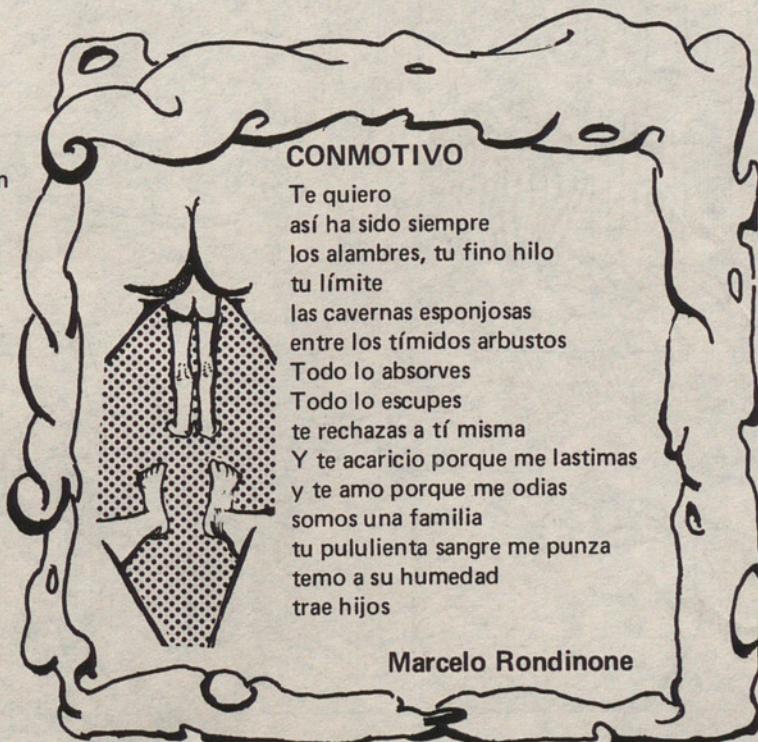 n
CONMOTIVO
Te quiero
así ha sido siempre
los alambres, tu fino hilo
tu límite
las cavernas esponjosas
entre los tímidos arbustos
Todo lo absorves
Todo lo escupes
te rechazas a tí misma
Y te acaricio porque me lastimas
y te amo porque me odias
somos una familia
tu pululienta sangre me punza
temo a su humedad
trae hijos
Marcelo Rondinone